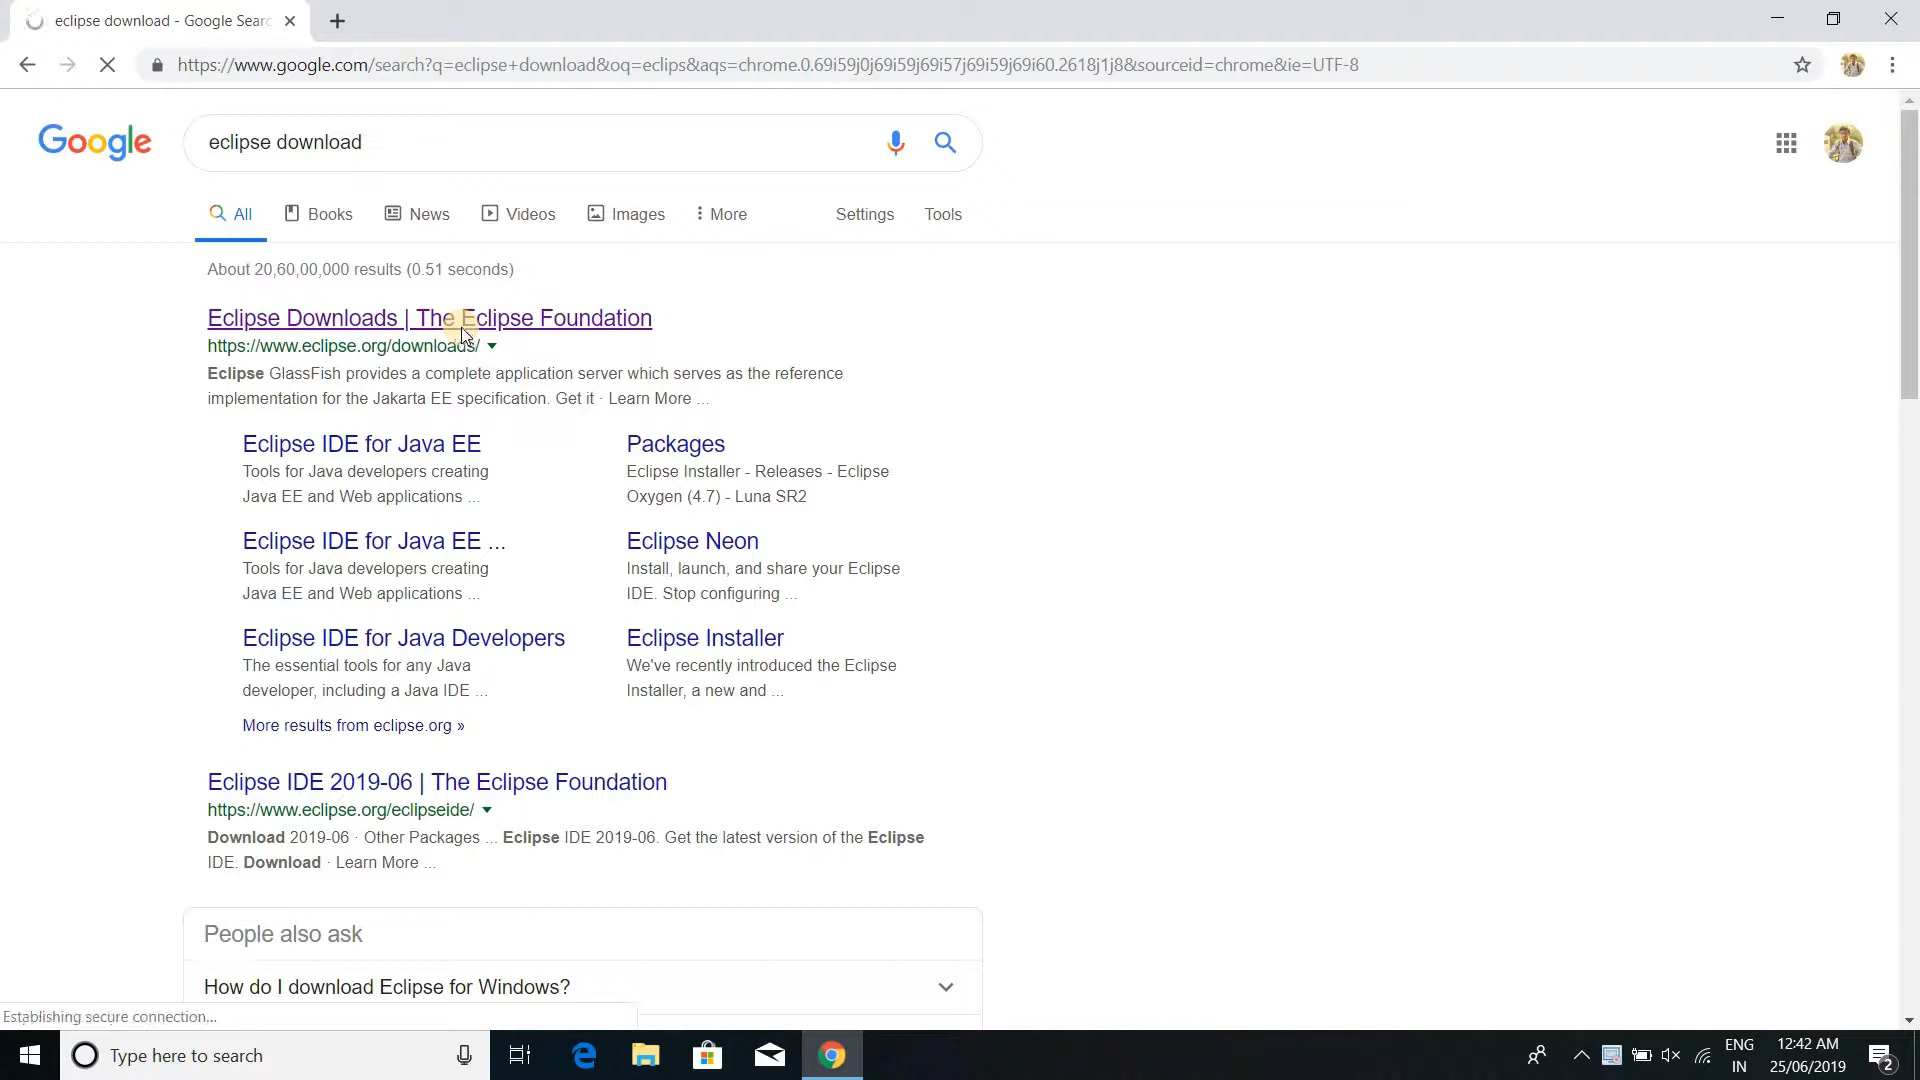 eclipse download - Google Sear
https://www.google.com/search?q=eclipse+download&oq=eclips&aqs=chrome.0.69i59j0j69i59j69i57j69i59j69i60.2618j1j8&sourceid=chrome&ie=UTF-8
Google
eclipse download
All Books News Videos Images More Settings Tools
About 20,60,00,000 results (0.51 seconds)
Eclipse Downloads | The Eclipse Foundation
https://www.eclipse.org/downloads/
Eclipse GlassFish provides a complete application server which serves as the reference
implementation for the Jakarta EE specification. Get it · Learn More ...
Eclipse IDE for Java EE
Tools for Java developers creating
Java EE and Web applications ...
Packages
Eclipse Installer - Releases - Eclipse
Oxygen (4.7) - Luna SR2
Eclipse IDE for Java EE ...
Tools for Java developers creating
Java EE and Web applications ...
Eclipse Neon
Install, launch, and share your Eclipse
IDE. Stop configuring ...
Eclipse IDE for Java Developers
The essential tools for any Java
developer, including a Java IDE ...
Eclipse Installer
We've recently introduced the Eclipse
Installer, a new and ...
More results from eclipse.org »
Eclipse IDE 2019-06 | The Eclipse Foundation
https://www.eclipse.org/eclipseide/
Download 2019-06 · Other Packages ... Eclipse IDE 2019-06. Get the latest version of the Eclipse
IDE. Download · Learn More ...
People also ask
How do I download Eclipse for Windows?
Establishing secure connection...
Type here to search
ENG
IN
12:42 AM
25/06/2019
2